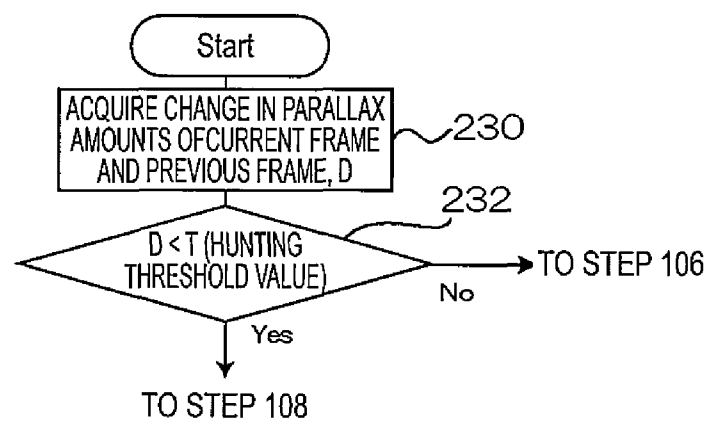 Start
ACQUIRE CHANGE IN PARALLAX
AMOUNTS OFCURRENT FRAME
AND PREVIOUS FRAME, D
230
232
D < T (HUNTING
THRESHOLD VALUE)
TO STEP 106
No
Yes
TO STEP 108